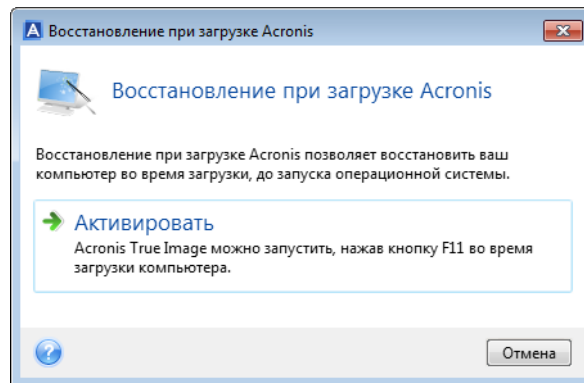 A Восстановление при загрузке Acronis
Восстановление при загрузке Acronis
Восстановление при загрузке Acronis позволяет восстановить ваш
компьютер во время загрузки, до запуска операционной системы.
Активировать
Acronis True Image можно запустить, нажав кнопку F11 во время
загрузки компьютера.
? Отмена